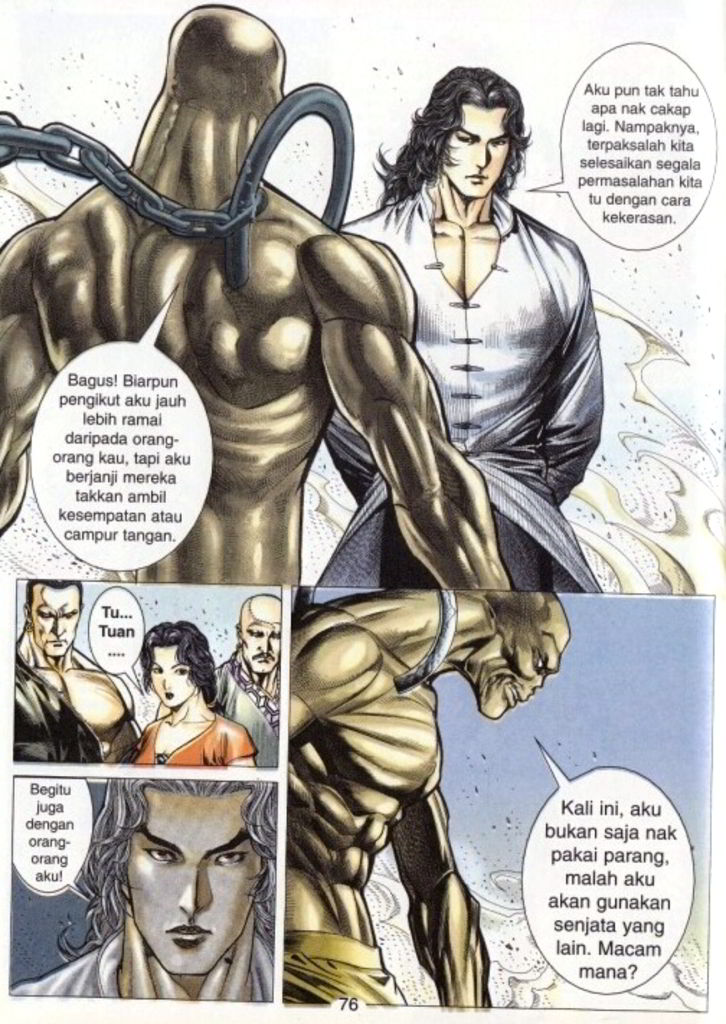 Aku pun tak tahu
apa nak cakap
lagi. Nampaknya,
terpaksalah kita
selesaikan segala
permasalahan kita
tu dengan cara
kekerasan.
Bagus! Biarpun
pengikut aku jauh
lebih ramai
daripada orang-
orang kau, tapi aku
berjanji mereka
takkan ambil
kesempatan atau
campur tangan.
Tu...
Tuan
....
Begitu
juga
dengan
orang-
orang
aku!
Kali ini, aku
bukan saja nak
pakai parang,
malah aku
akan gunakan
senjata yang
lain. Macam
mana?
76